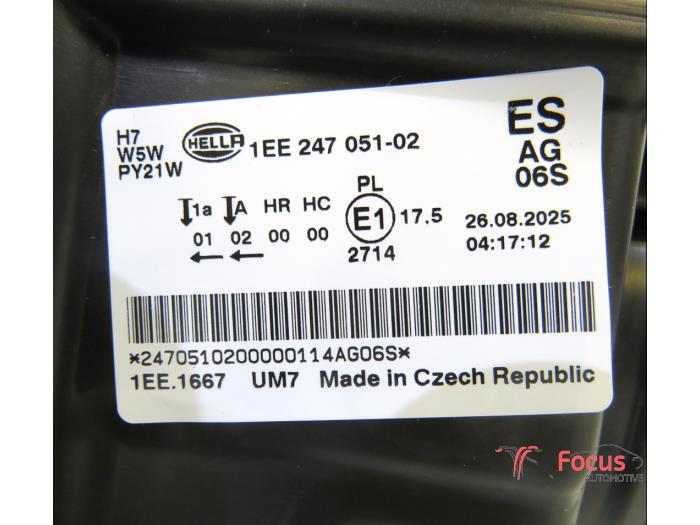 H7
W5W
PY21W
HELLA
1EE 247 051-02
ES
AG
06S
1a A HR HC
01 02 00 00
PL
E1 17.5
2714
26.08.2025
04:17:12
*2470510200000114AG06S*
1EE.1667 UM7 Made in Czech Republic
Focus
AUTOMOTIVE